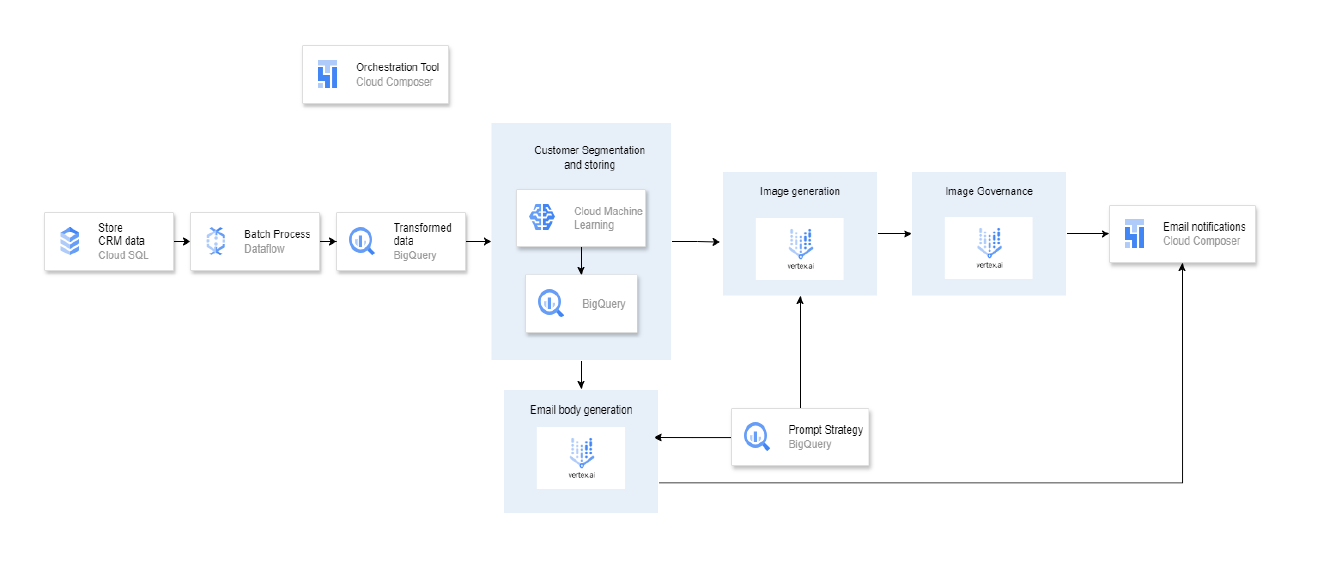 Orchestration Tool
Cloud Composer
Customer Segmentation
and storing
Cloud Machine
Learning
BigQuery
Store
CRM data
Cloud SQL
Batch Process
Dataflow
Transformed
data
BigQuery
Image generation
vertex.ai
Image Governance
vertex.ai
Email notifications
Cloud Composer
Email body generation
vertex.ai
Prompt Strategy
BigQuery